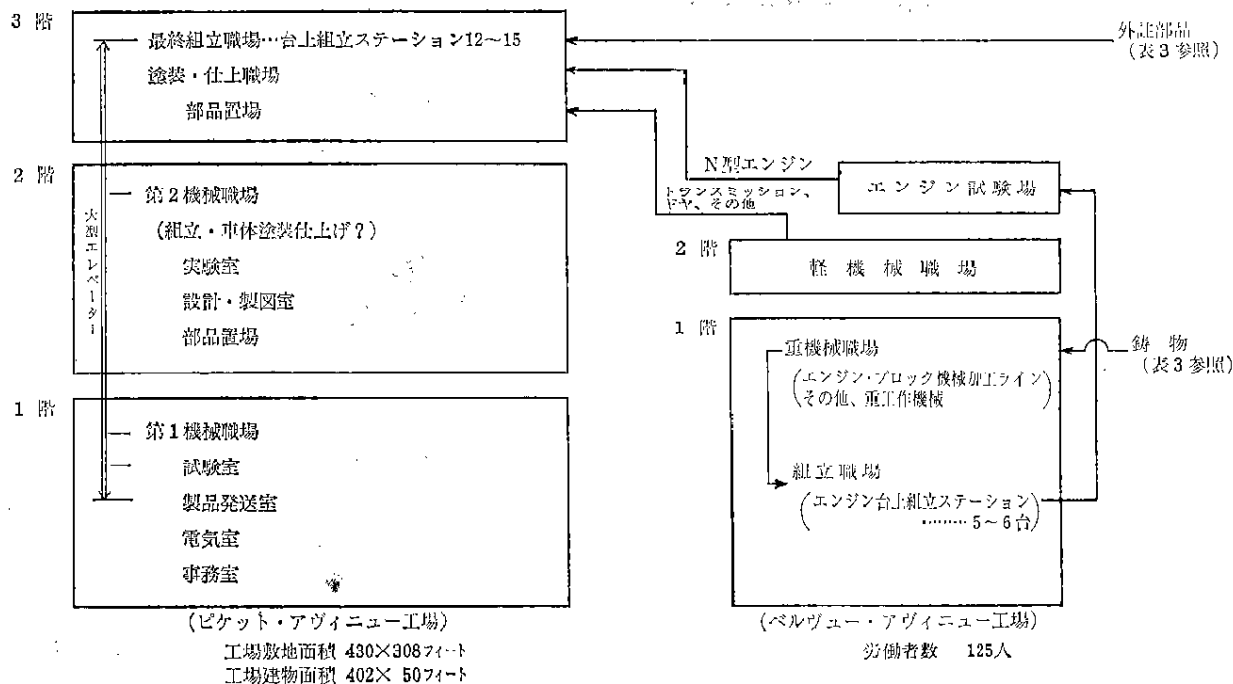 3 階
最終組立職場…台上組立ステーション12～15
塗装・仕上職場
部品置場
外註部品
(表3参照)
2 階
第2機械職場
(組立・車体塗装仕上げ?)
実験室
設計・製図室
部品置場
大型エレベーター
1 階
第1機械職場
試験室
製品発送室
電気室
事務室
(ピケット・アヴィニュー工場)
工場敷地面積 430×308フィート
工場建物面積 402× 50フィート
N型エンジン
トランスミッション、
ギヤ、その他
エンジン試験場
2 階
軽機械職場
1 階
重機械職場
(エンジン・ブロック機械加工ライン
その他、重工作機械)
鋳物
(表3参照)
組立職場
(エンジン台上組立ステーション
………5～6台)
(ベルヴュー・アヴィニュー工場)
労働者数 125人